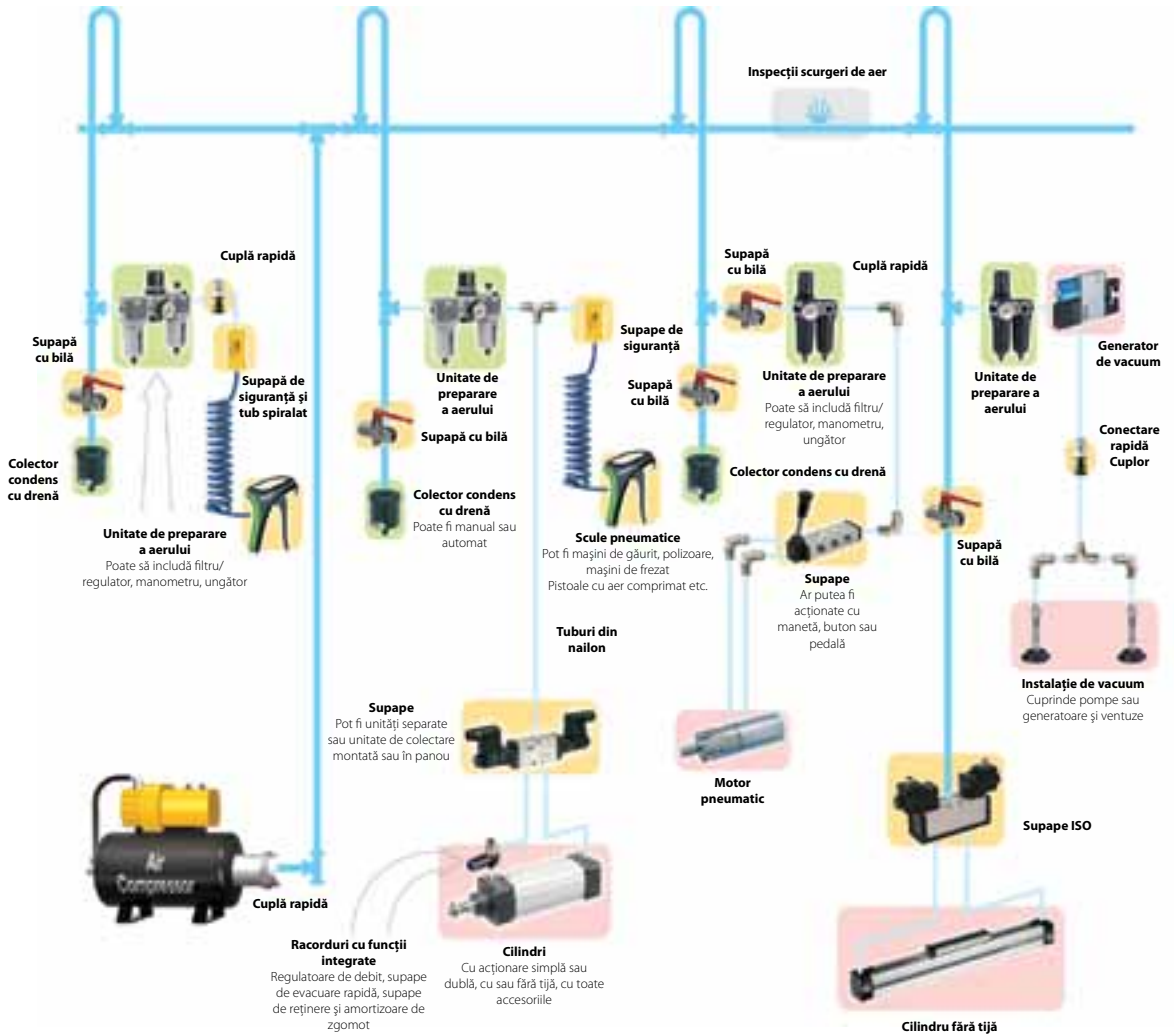 Inspecții scurgeri de aer
Cuplă rapidă
Supapă
cu bilă
Supapă de
siguranță și
tub spiralat
Colector
condens
cu drenă
Unitate de preparare
a aerului
Poate să includă filtru/
regulator, manometru, ungător
Unitate de
preparare
a aerului
Supape de
siguranță
Supapă cu bilă
Colector condens
cu drenă
Poate fi manual sau
automat
Scule pneumatice
Pot fi mașini de găurit, polizoare,
mașini de frezat
Pistoale cu aer comprimat etc.
Tuburi din
nailon
Supape
Pot fi unități separate
sau unitate de colectare
montată sau în panou
Air
Compressor
Cuplă rapidă
Racorduri cu funcții
integrate
Regulatoare de debit, supape
de evacuare rapidă, supape
de reținere și amortizoare de
zgomot
Cilindri
Cu acționare simplă sau
dublă, cu sau fără tijă, cu toate
accesoriile
Supapă
cu bilă
Cuplă rapidă
Supapă
cu bilă
Unitate de preparare
a aerului
Poate să includă filtru/
regulator, manometru,
ungător
Colector condens cu drenă
Supape
Ar putea fi
acționate cu
manetă, buton sau
pedală
Motor
pneumatic
Unitate de
preparare a
aerului
Generator
de vacuum
Conectare
rapidă
Cuplor
Supapă
cu bilă
Instalație de vacuum
Cuprinde pompe sau
generatoare și ventuze
Supape ISO
Cilindru fără tijă